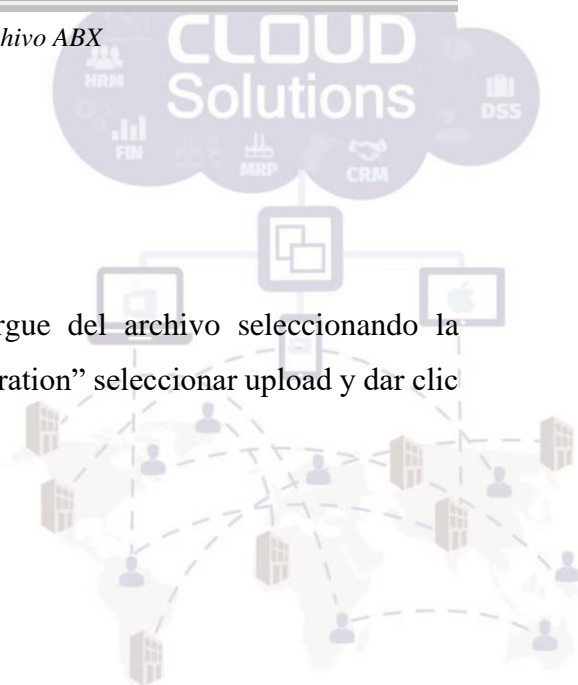 hivo ABX
CLOUD
Solutions
HRM
DSS
FIN
MRP
CRM
rgue del archivo seleccionando la
ration” seleccionar upload y dar clic